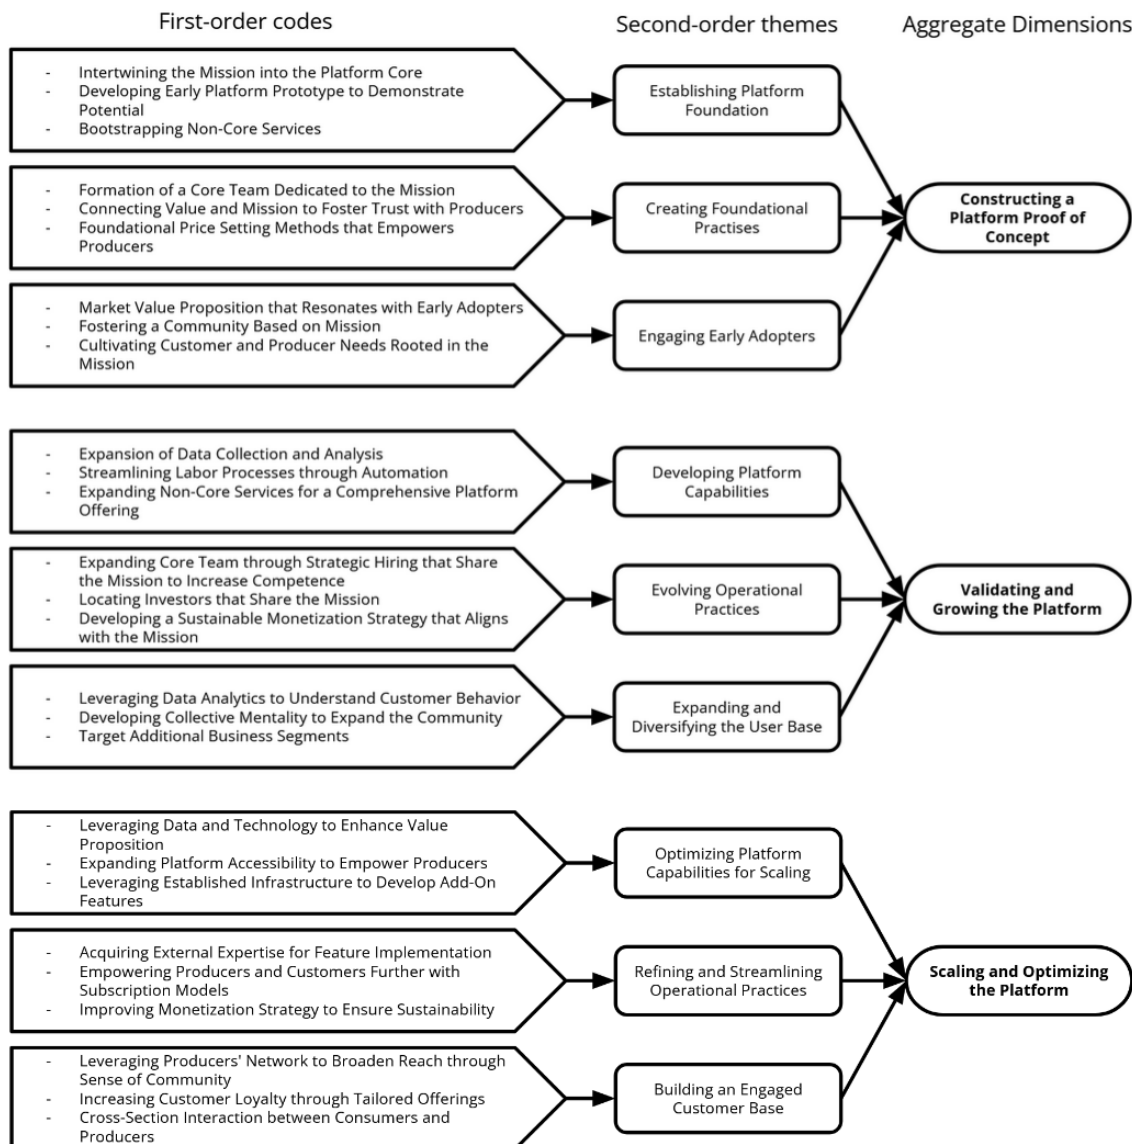 First-order codes
Second-order themes
Aggregate Dimensions
- Intertwining the Mission into the Platform Core
- Developing Early Platform Prototype to Demonstrate
Potential
- Bootstrapping Non-Core Services
Establishing Platform
Foundation
- Formation of a Core Team Dedicated to the Mission
- Connecting Value and Mission to Foster Trust with Producers
- Foundational Price Setting Methods that Empowers
Producers
Creating Foundational
Practises
Constructing a
Platform Proof of
Concept
- Market Value Proposition that Resonates with Early Adopters
- Fostering a Community Based on Mission
- Cultivating Customer and Producer Needs Rooted in the
Mission
Engaging Early Adopters
- Expansion of Data Collection and Analysis
- Streamlining Labor Processes through Automation
- Expanding Non-Core Services for a Comprehensive Platform
Offering
Developing Platform
Capabilities
- Expanding Core Team through Strategic Hiring that Share
the Mission to Increase Competence
- Locating Investors that Share the Mission
- Developing a Sustainable Monetization Strategy that Aligns
with the Mission
Evolving Operational
Practices
Validating and
Growing the Platform
- Leveraging Data Analytics to Understand Customer Behavior
- Developing Collective Mentality to Expand the Community
- Target Additional Business Segments
Expanding and
Diversifying the User Base
- Leveraging Data and Technology to Enhance Value
Proposition
- Expanding Platform Accessibility to Empower Producers
- Leveraging Established Infrastructure to Develop Add-On
Features
Optimizing Platform
Capabilities for Scaling
- Acquiring External Expertise for Feature Implementation
- Empowering Producers and Customers Further with
Subscription Models
- Improving Monetization Strategy to Ensure Sustainability
Refining and Streamlining
Operational Practices
Scaling and Optimizing
the Platform
- Leveraging Producers' Network to Broaden Reach through
Sense of Community
- Increasing Customer Loyalty through Tailored Offerings
- Cross-Section Interaction between Consumers and
Producers
Building an Engaged
Customer Base